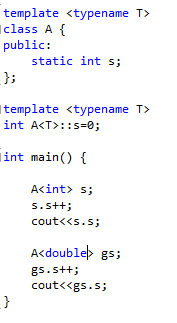 template <typename T>
class A {
public:
    static int s;
};

template <typename T>
int A<T>::s=0;

int main() {

    A<int> s;
    s.s++;
    cout<<s.s;

    A<double> gs;
    gs.s++;
    cout<<gs.s;
}